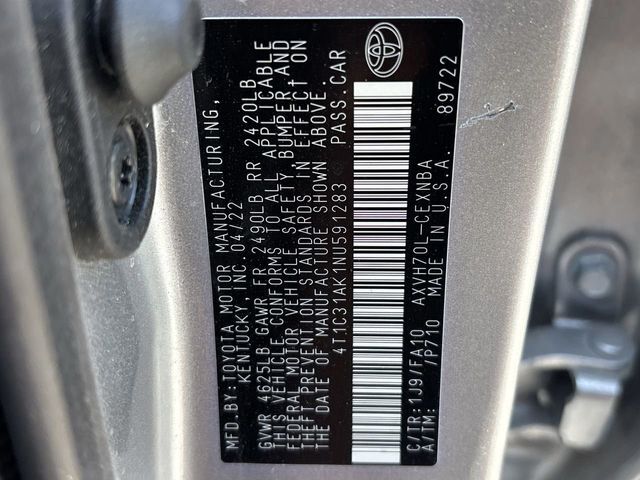 MFD.BY:TOYOTA MOTOR MANUFACTURING,
KENTUCKY, INC. 04/22
GVWR 4625LB GAWR FR 2490LB RR 2420LB
THIS VEHICLE CONFORMS TO ALL APPLICABLE
FEDERAL MOTOR VEHICLE SAFETY, BUMPER AND
THEFT PREVENTION STANDARDS IN EFFECT ON
THE DATE OF MANUFACTURE SHOWN ABOVE.
4T1C31AK1NU591283 PASS.CAR
C/TR:1J9/FA10 AXVH70L-CEXNBA
A/TM: /P710 MADE IN U.S.A. 89722